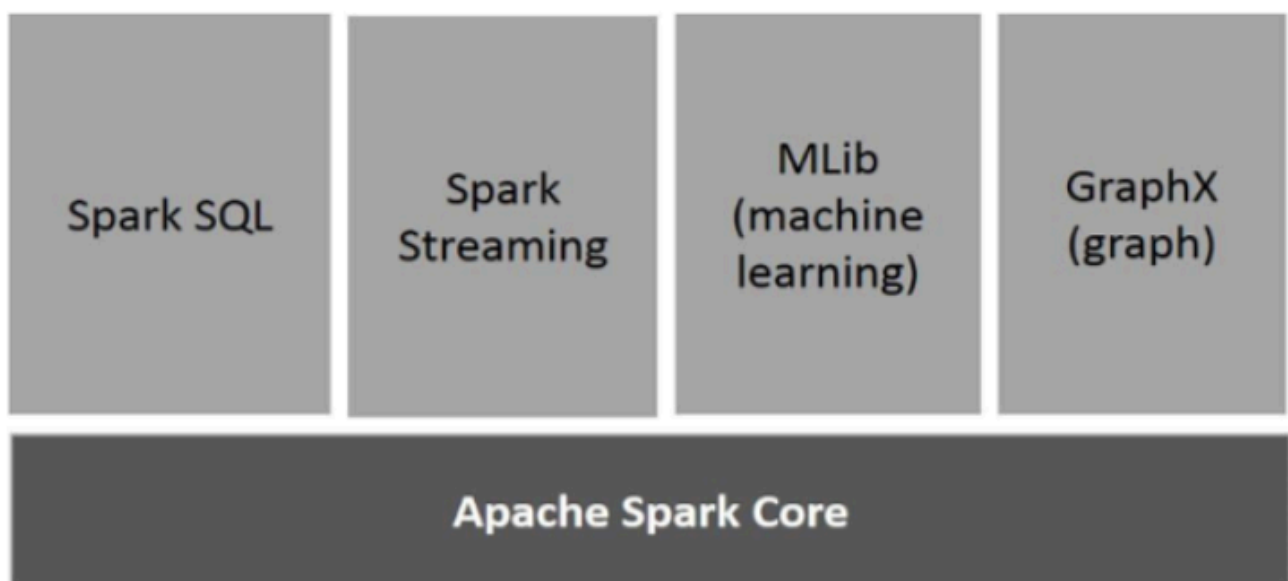 Spark SQL
Spark
Streaming
MLib
(machine
learning)
GraphX
(graph)
Apache Spark Core